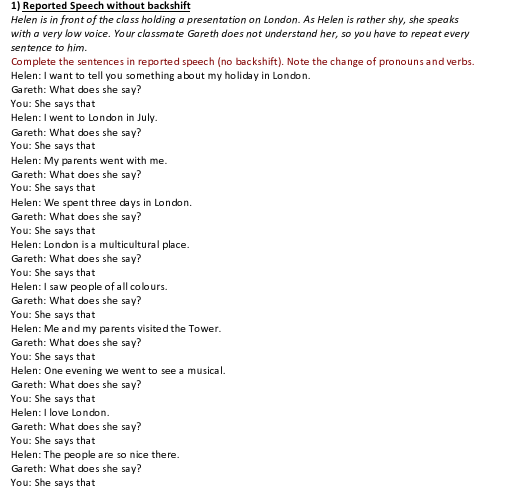 1) Reported Speech without backshift
Helen is in front of the class holding a presentation on London. As Helen is rather shy, she speaks
with a very low voice. Your classmate Gareth does not understand her, so you have to repeat every
sentence to him.
Complete the sentences in reported speech (no backshift). Note the change of pronouns and verbs.
Helen: I want to tell you something about my holiday in London.
Gareth: What does she say?
You: She says that
Helen: I went to London in July.
Gareth: What does she say?
You: She says that
Helen: My parents went with me.
Gareth: What does she say?
You: She says that
Helen: We spent three days in London.
Gareth: What does she say?
You: She says that
Helen: London is a multicultural place.
Gareth: What does she say?
You: She says that
Helen: I saw people of all colours.
Gareth: What does she say?
You: She says that
Helen: Me and my parents visited the Tower.
Gareth: What does she say?
You: She says that
Helen: One evening we went to see a musical.
Gareth: What does she say?
You: She says that
Helen: I love London.
Gareth: What does she say?
You: She says that
Helen: The people are so nice there.
Gareth: What does she say?
You: She says that